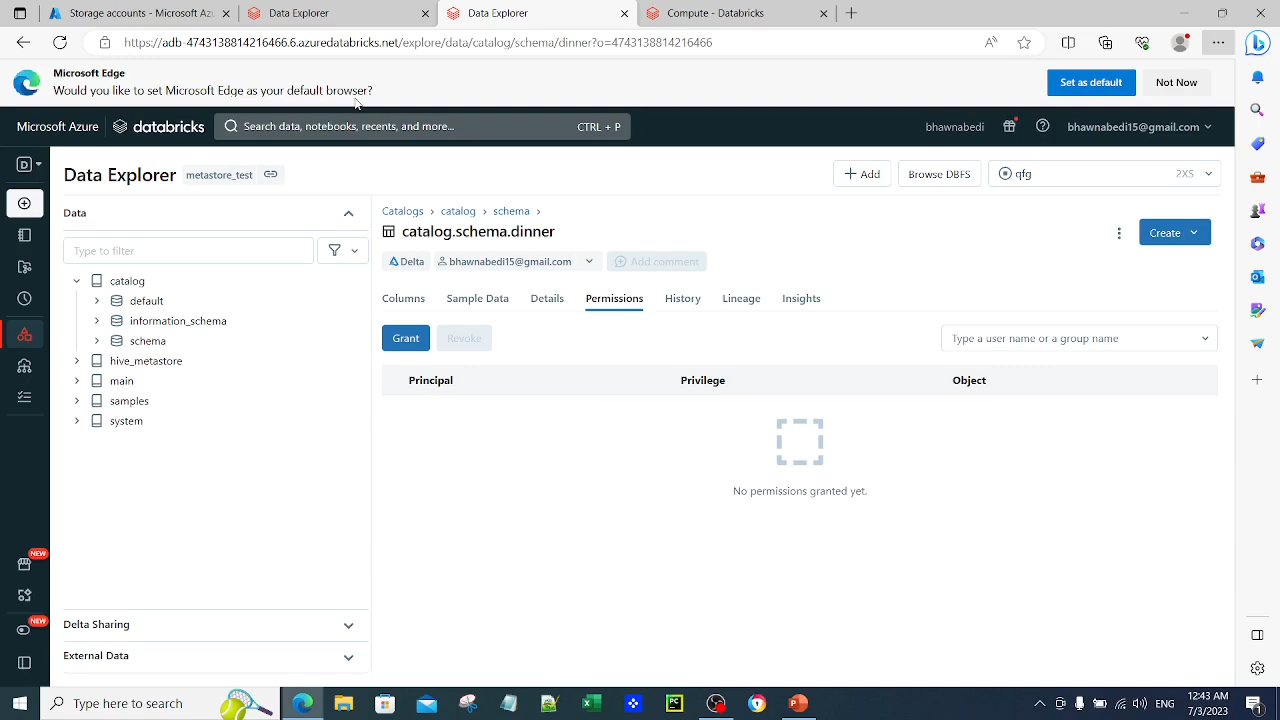 Storage accounts - Microsoft Az
Data Explorer
Data Explorer
Compute - Databricks
https://adb-4743138814216466.6.azuredatabricks.net/explore/data/catalog/schema/dinner?o=4743138814216466
Microsoft Edge
Would you like to set Microsoft Edge as your default browser?
Set as default
Not Now
Microsoft Azure
databricks
Search data, notebooks, recents, and more...
CTRL + P
bhawnabedi
bhawnabedi15@gmail.com
D
Data Explorer
metastore_test
Add
Browse DBFS
qfg
2XS
Data
Catalogs › catalog › schema ›
catalog.schema.dinner
Create
Type to filter
Delta
bhawnabedi15@gmail.com
Add comment
catalog
default
information_schema
schema
hive_metastore
main
samples
system
Columns
Sample Data
Details
Permissions
History
Lineage
Insights
Grant
Revoke
Type a user name or a group name
Principal
Privilege
Object
No permissions granted yet.
NEW
NEW
Delta Sharing
External Data
Type here to search
PC
ENG
12:43 AM
7/3/2023
1